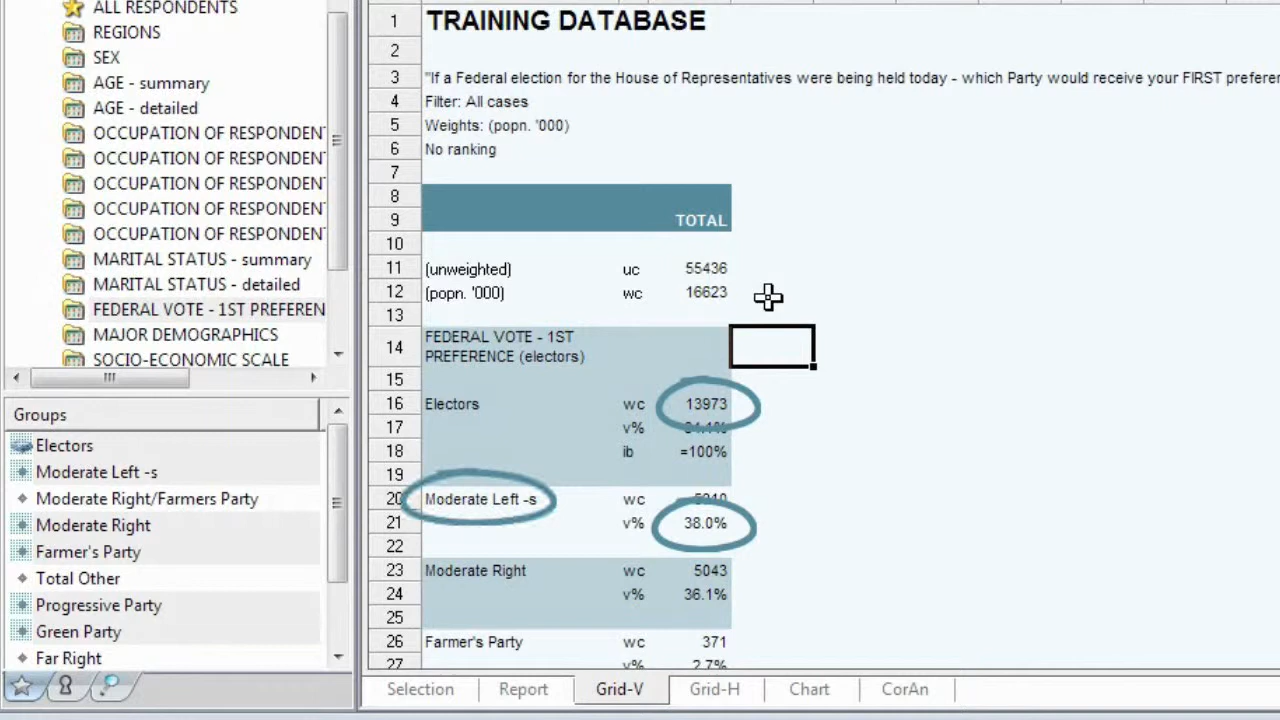 ALL RESPONDENTS
REGIONS
SEX
AGE - summary
AGE - detailed
OCCUPATION OF RESPONDENT
OCCUPATION OF RESPONDENT
OCCUPATION OF RESPONDENT
OCCUPATION OF RESPONDENT
OCCUPATION OF RESPONDENT
MARITAL STATUS - summary
MARITAL STATUS - detailed
FEDERAL VOTE - 1ST PREFEREN
MAJOR DEMOGRAPHICS
SOCIO-ECONOMIC SCALE
Groups
Electors
Moderate Left -s
Moderate Right/Farmers Party
Moderate Right
Farmer's Party
Total Other
Progressive Party
Green Party
Far Right
1 TRAINING DATABASE
2
3 "If a Federal election for the House of Representatives were being held today - which Party would receive your FIRST prefere
4 Filter: All cases
5 Weights: (popn. '000)
6 No ranking
7
8
9 TOTAL
10
11 (unweighted) uc 55436
12 (popn. '000) wc 16623
13
14 FEDERAL VOTE - 1ST
PREFERENCE (electors)
15
16 Electors wc 13973
17 v%
18 ib =100%
19
20 Moderate Left -s wc
21 v% 38.0%
22
23 Moderate Right wc 5043
24 v% 36.1%
25
26 Farmer's Party wc 371
27 v% 2.7%
Selection Report Grid-V Grid-H Chart CorAn